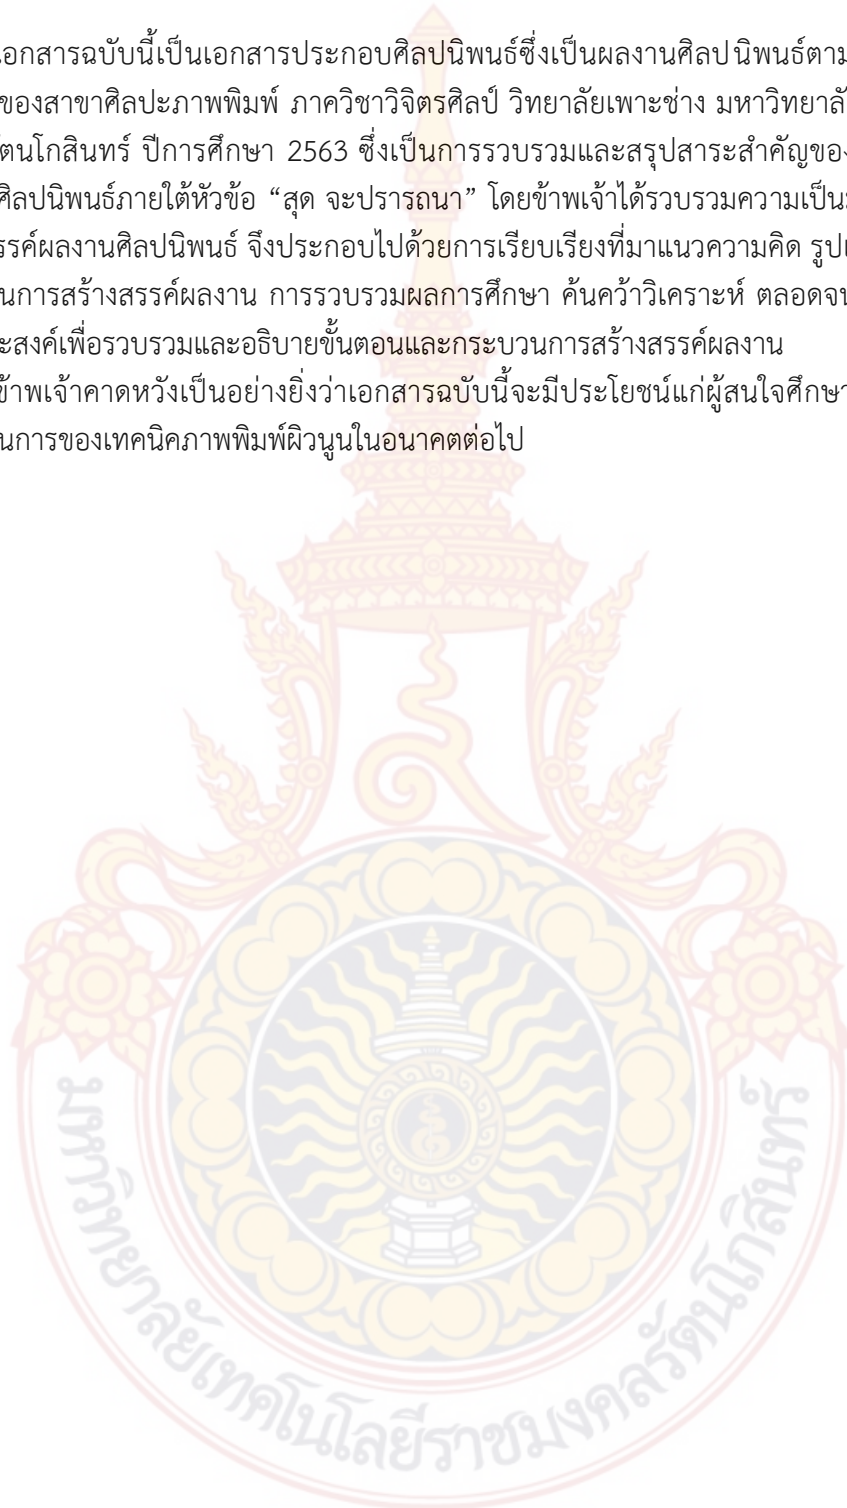 เอกสารฉบับนี้เป็นเอกสารประกอบศิลปนิพนธ์ซึ่งเป็นผลงานศิลปนิพนธ์ตาม
ของสาขาศิลปะภาพพิมพ์ ภาควิชาวิจิตรศิลป์ วิทยาลัยเพาะช่าง มหาวิทยาลั
ัตนโกสินทร์ ปีการศึกษา 2563 ซึ่งเป็นการรวบรวมและสรุปสาระสำคัญของ
ศิลปนิพนธ์ภายใต้หัวข้อ “สุด จะปรารถนา” โดยข้าพเจ้าได้รวบรวมความเป็น
รรค์ผลงานศิลปนิพนธ์ จึงประกอบไปด้วยการเรียบเรียงที่มาแนวความคิด รูป
นการสร้างสรรค์ผลงาน การรวบรวมผลการศึกษา ค้นคว้าวิเคราะห์ ตลอดจน
ะสงค์เพื่อรวบรวมและอธิบายขั้นตอนและกระบวนการสร้างสรรค์ผลงาน
ข้าพเจ้าคาดหวังเป็นอย่างยิ่งว่าเอกสารฉบับนี้จะมีประโยชน์แก่ผู้สนใจศึกษา
นการของเทคนิคภาพพิมพ์ผิวนูนในอนาคตต่อไป
มหาวิทยาลัยเทคโนโลยีราชมงคลรัตนโกสินทร์